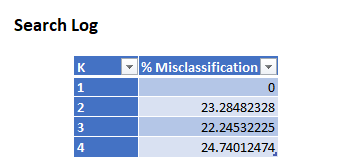 Search Log
K % Misclassification
1 0
2 23.28482328
3 22.24532225
4 24.74012474